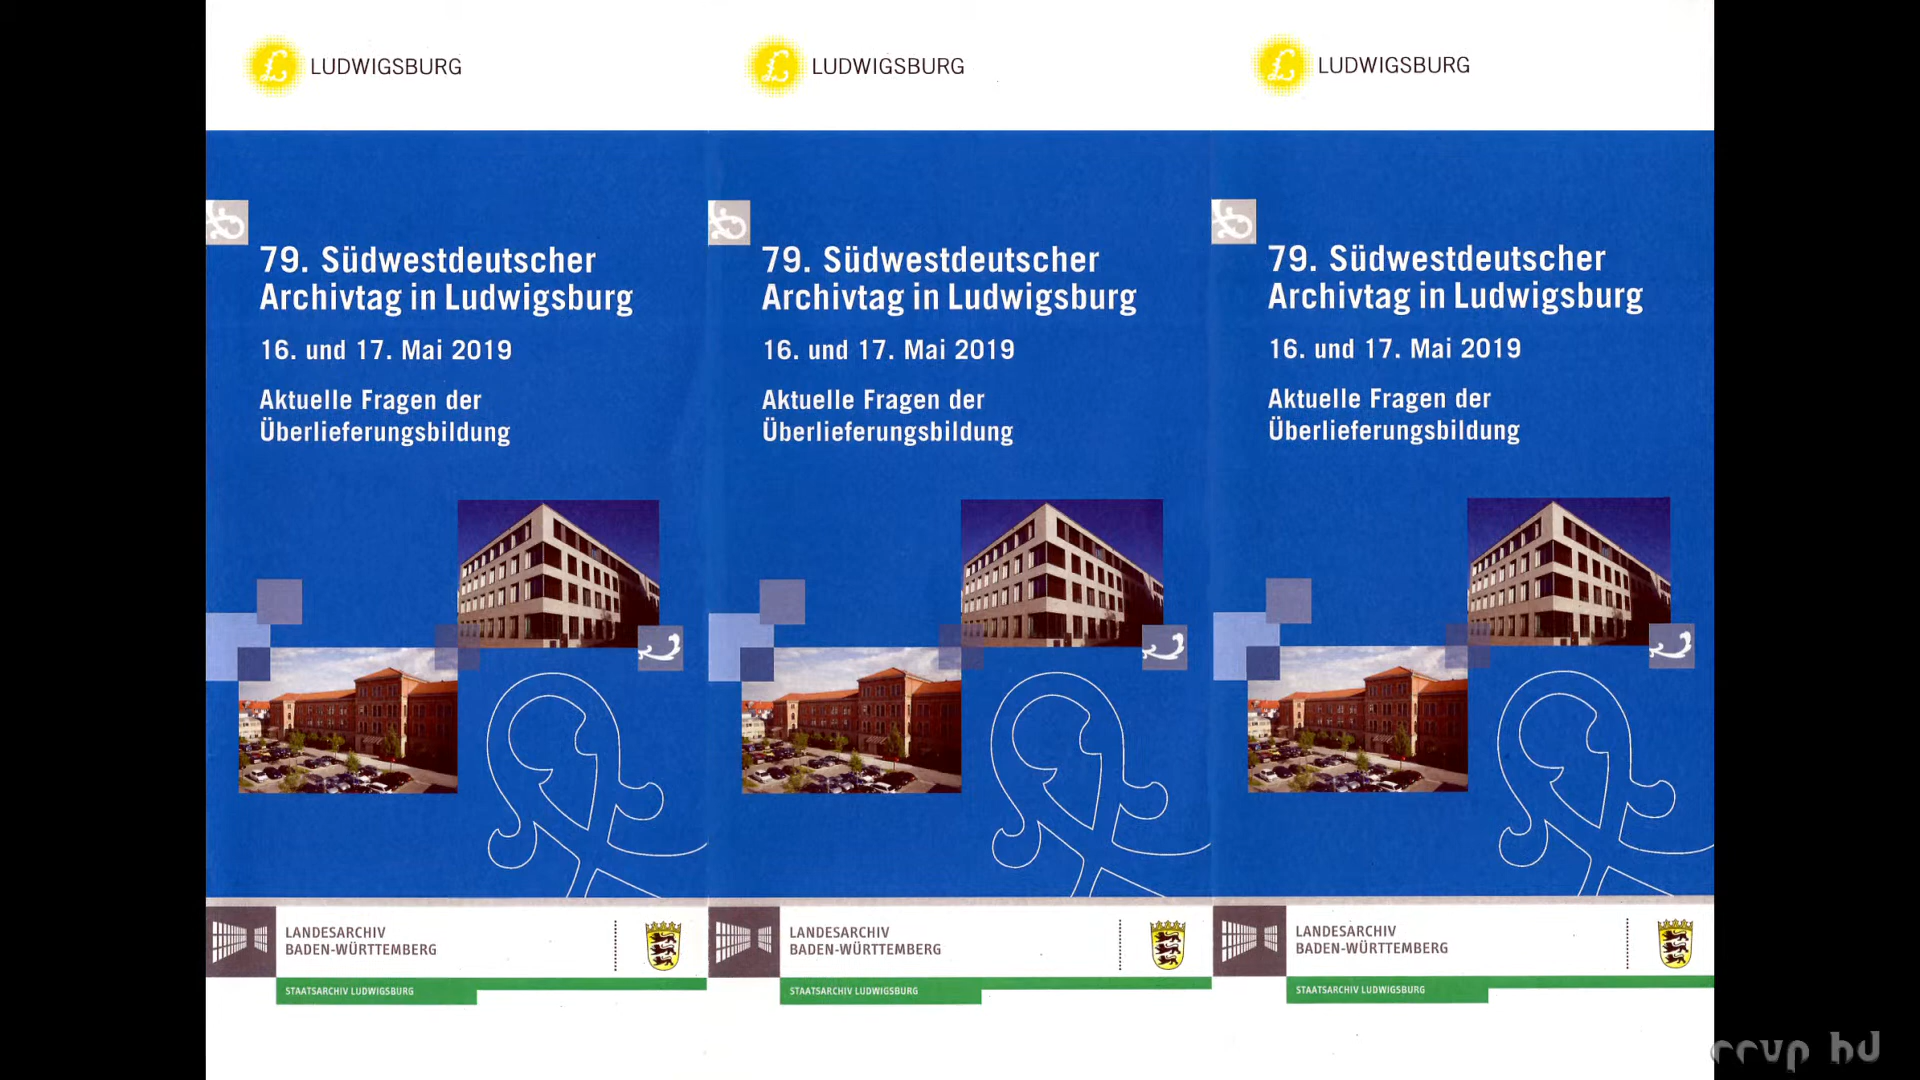 LUDWIGSBURG
79. Südwestdeutscher
Archivtag in Ludwigsburg
16. und 17. Mai 2019
Aktuelle Fragen der
Überlieferungsbildung
LANDESARCHIV
BADEN-WÜRTTEMBERG
STAATSARCHIV LUDWIGSBURG
LUDWIGSBURG
79. Südwestdeutscher
Archivtag in Ludwigsburg
16. und 17. Mai 2019
Aktuelle Fragen der
Überlieferungsbildung
LANDESARCHIV
BADEN-WÜRTTEMBERG
STAATSARCHIV LUDWIGSBURG
LUDWIGSBURG
79. Südwestdeutscher
Archivtag in Ludwigsburg
16. und 17. Mai 2019
Aktuelle Fragen der
Überlieferungsbildung
LANDESARCHIV
BADEN-WÜRTTEMBERG
STAATSARCHIV LUDWIGSBURG